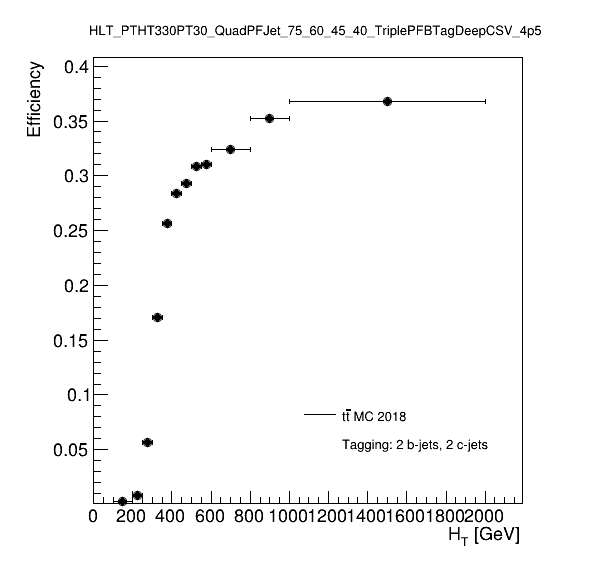 HLT_PTHT330PT30_QuadPFJet_75_60_45_40_TriplePFBTagDeepCSV_4p5
Efficiency
0.4
0.35
0.3
0.25
0.2
0.15
0.1
0.05
tt̅ MC 2018
Tagging: 2 b-jets, 2 c-jets
0 200 400 600 800 1000 1200 1400 1600 1800 2000
H_T [GeV]